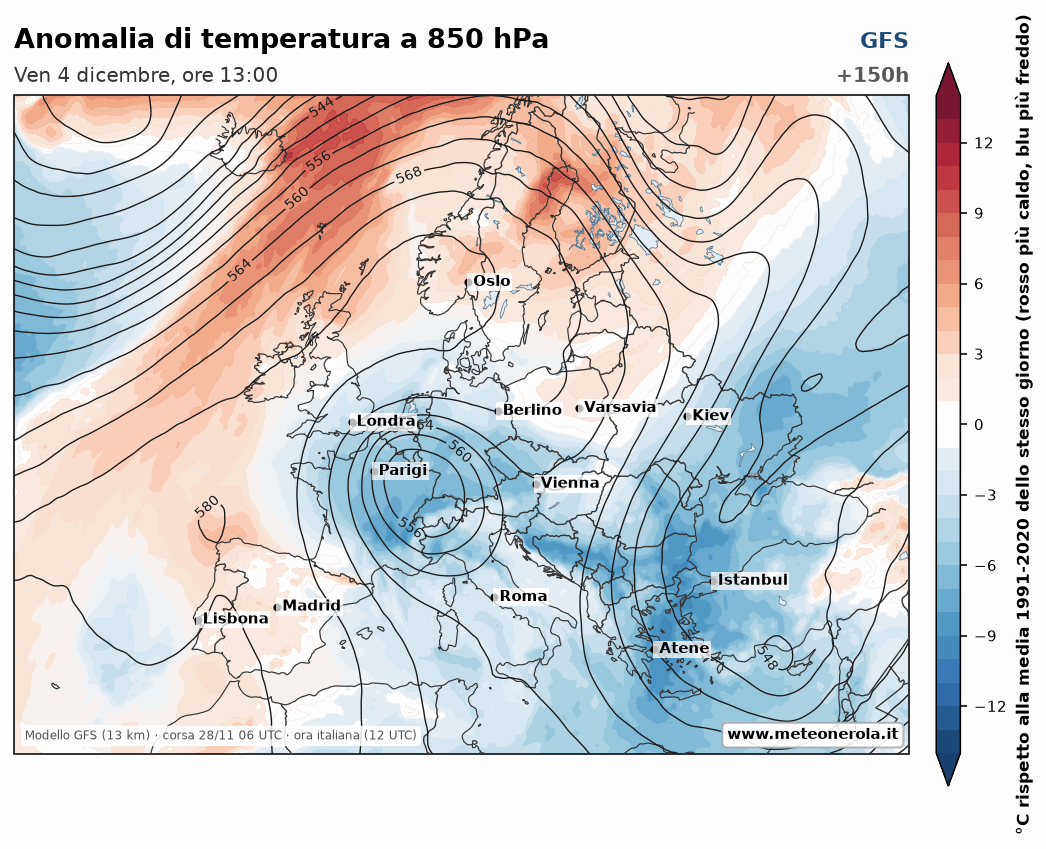 Anomalia di temperatura a 850 hPa
GFS
Ven 4 dicembre, ore 13:00
+150h
544
556
568
560
564
Oslo
Berlino
Varsavia
Kiev
Londra
64
560
Parigi
Vienna
580
556
Istanbul
Roma
Madrid
Lisbona
Atene
548
Modello GFS (13 km) · corsa 28/11 06 UTC · ora italiana (12 UTC)
www.meteonerola.it
12
9
6
3
0
−3
−6
−9
−12
°C rispetto alla media 1991-2020 dello stesso giorno (rosso più caldo, blu più freddo)